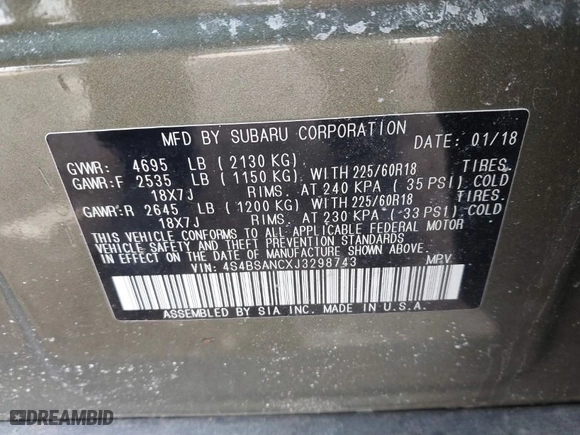 MFD BY SUBARU CORPORATION DATE: 01/18
GVWR: 4695 LB (2130 KG)
GAWR:F 2535 LB (1150 KG) WITH 225/60R18 TIRES,
18X7J RIMS. AT 240 KPA (35 PSI) COLD
GAWR:R 2645 LB (1200 KG) WITH 225/60R18 TIRES,
18X7J RIMS. AT 230 KPA (33 PSI) COLD
THIS VEHICLE CONFORMS TO ALL APPLICABLE FEDERAL MOTOR
VEHICLE SAFETY AND THEFT PREVENTION STANDARDS
IN EFFECT ON THE DATE OF MANUFACTURE SHOWN ABOVE.
VIN: 4S4BSANCXJ3298743 MPV
ASSEMBLED BY SIA INC. MADE IN U.S.A.
DREAMBID